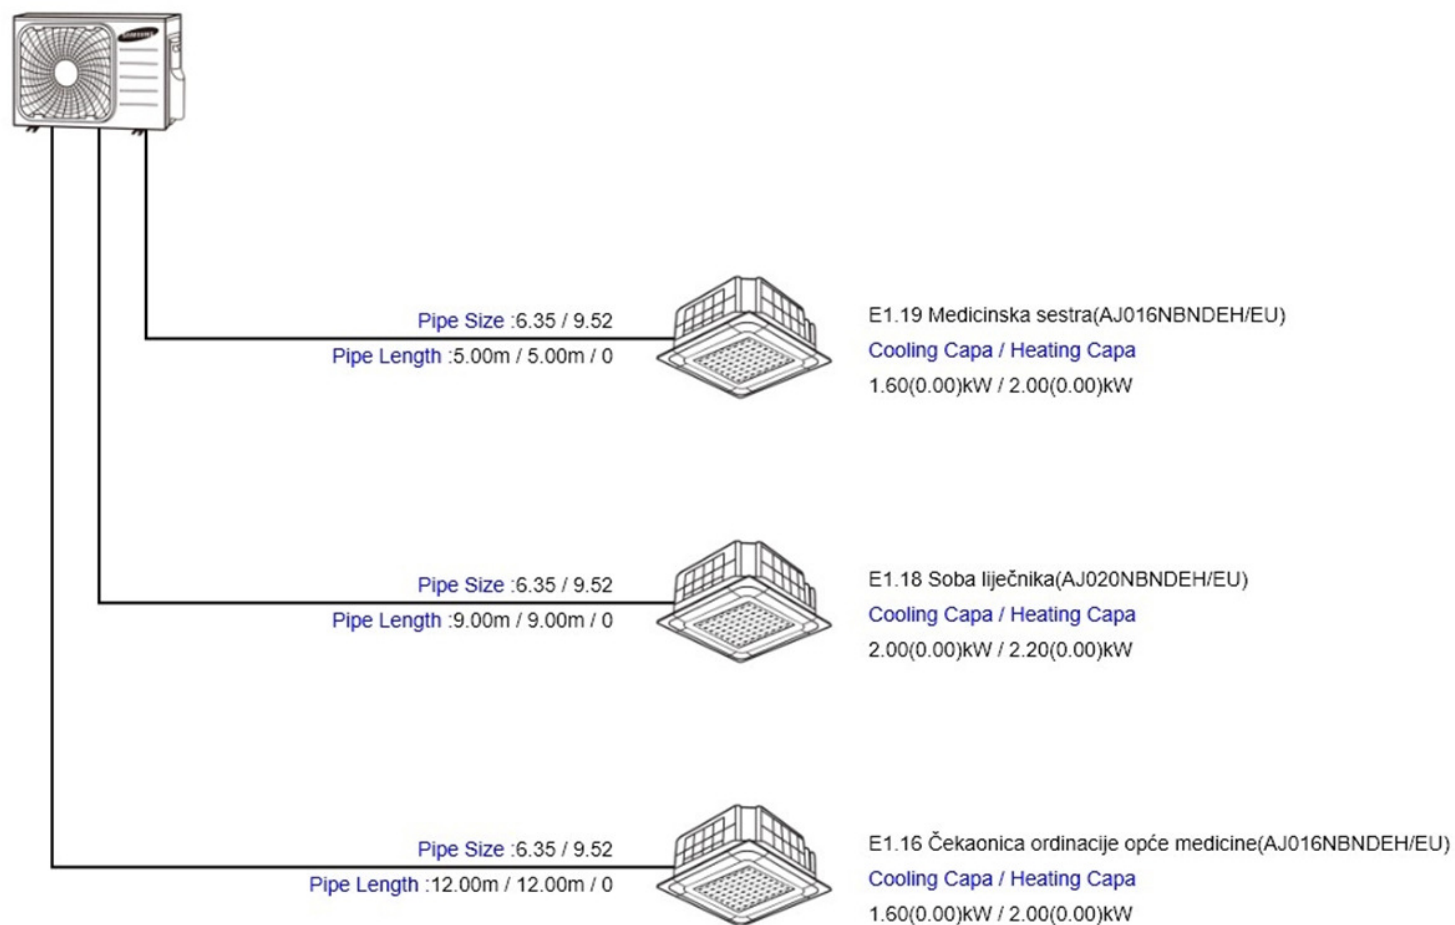 SAMSUNG
Pipe Size :6.35 / 9.52
Pipe Length :5.00m / 5.00m / 0
E1.19 Medicinska sestra(AJ016NBNDEH/EU)
Cooling Capa / Heating Capa
1.60(0.00)kW / 2.00(0.00)kW
Pipe Size :6.35 / 9.52
Pipe Length :9.00m / 9.00m / 0
E1.18 Soba liječnika(AJ020NBNDEH/EU)
Cooling Capa / Heating Capa
2.00(0.00)kW / 2.20(0.00)kW
Pipe Size :6.35 / 9.52
Pipe Length :12.00m / 12.00m / 0
E1.16 Čekaonica ordinacije opće medicine(AJ016NBNDEH/EU)
Cooling Capa / Heating Capa
1.60(0.00)kW / 2.00(0.00)kW